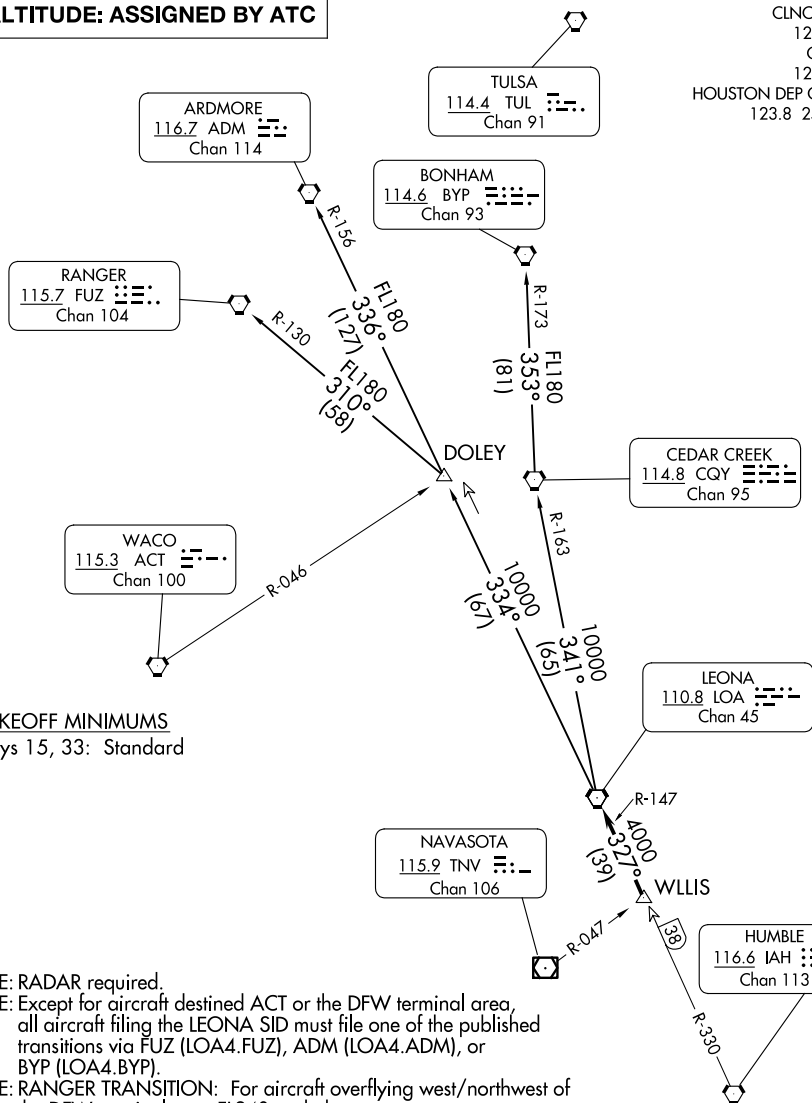 ALTITUDE: ASSIGNED BY ATC
CLNC
12
12
HOUSTON DEP
123.8 2
TULSA
114.4 TUL
Chan 91
ARDMORE
116.7 ADM
Chan 114
BONHAM
114.6 BYP
Chan 93
RANGER
115.7 FUZ
Chan 104
R-156
FL180
336°
(127)
R-130
FL180
310°
(58)
R-173
FL180
353°
(81)
DOLEY
CEDAR CREEK
114.8 CQY
Chan 95
R-163
WACO
115.3 ACT
Chan 100
R-046
10000
334°
(67)
10000
341°
(65)
LEONA
110.8 LOA
Chan 45
KEOFF MINIMUMS
ys 15, 33: Standard
R-147
4000
327°
(39)
NAVASOTA
115.9 TNV
Chan 106
WLLIS
R-047
38
HUMBLE
116.6 IAH
Chan 113
R-330
E: RADAR required.
E: Except for aircraft destined ACT or the DFW terminal area,
all aircraft filing the LEONA SID must file one of the published
transitions via FUZ (LOA4.FUZ), ADM (LOA4.ADM), or
BYP (LOA4.BYP).
E: RANGER TRANSITION: For aircraft overflying west/northwest of